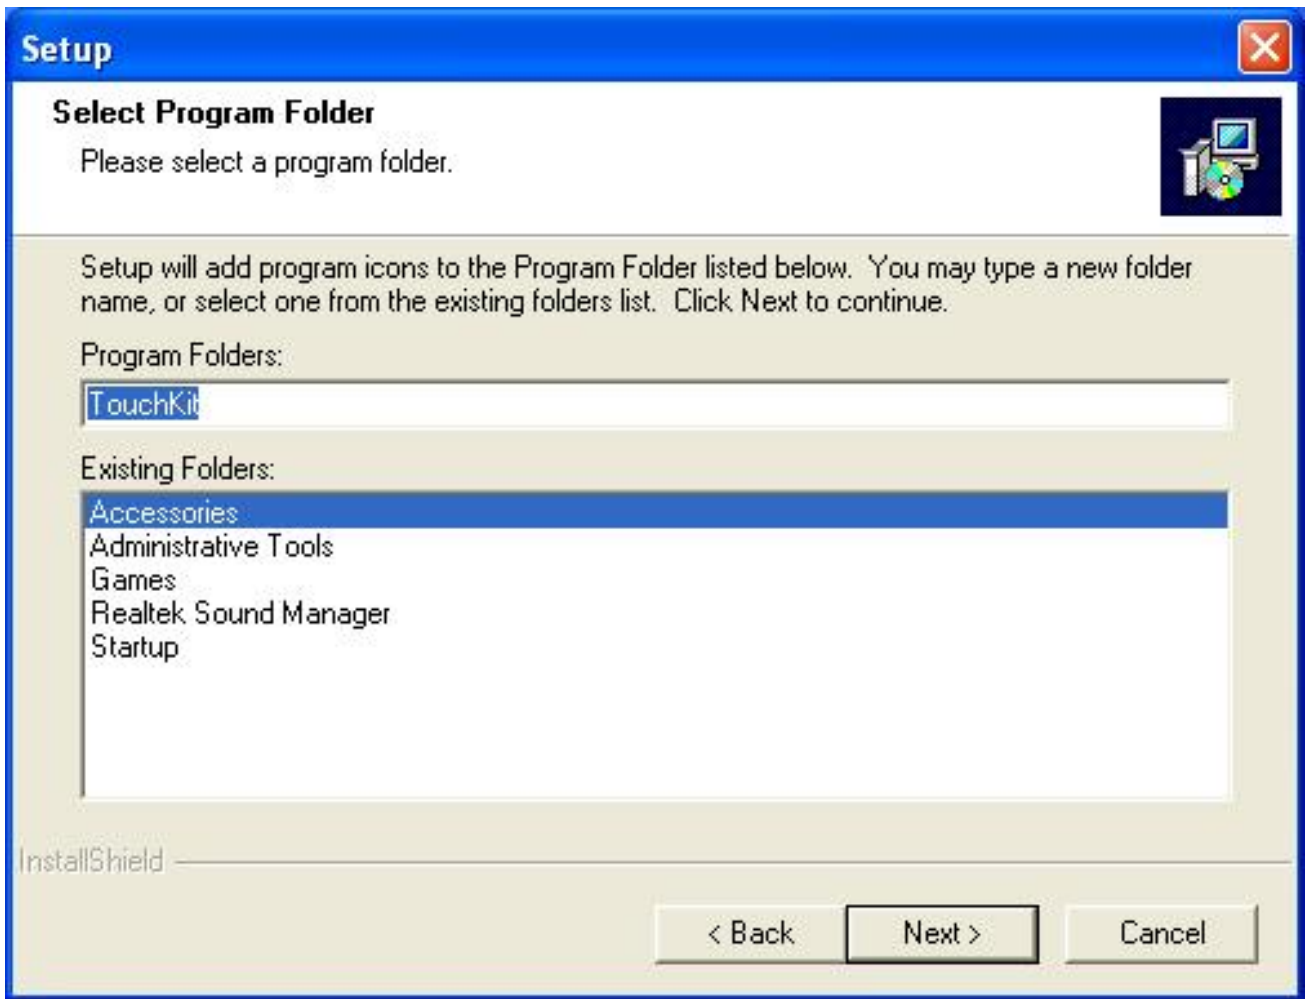 Setup
Select Program Folder
Please select a program folder.
Setup will add program icons to the Program Folder listed below.  You may type a new folder
name, or select one from the existing folders list.  Click Next to continue.
Program Folders:
TouchKit
Existing Folders:
Accessories
Administrative Tools
Games
Realtek Sound Manager
Startup
InstallShield
< Back
Next >
Cancel